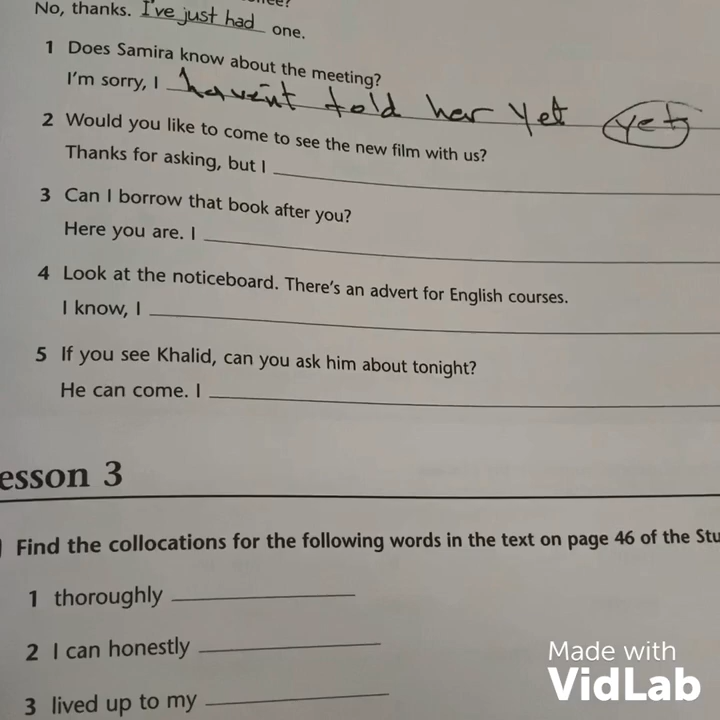 No, thanks. I've just had one.
1 Does Samira know about the meeting?
I'm sorry, I haven't told her yet yet
2 Would you like to come to see the new film with us?
Thanks for asking, but I
3 Can I borrow that book after you?
Here you are. I
4 Look at the noticeboard. There's an advert for English courses.
I know, I
5 If you see Khalid, can you ask him about tonight?
He can come. I
esson 3
Find the collocations for the following words in the text on page 46 of the Stu
1 thoroughly
2 I can honestly
3 lived up to my
Made with
VidLab